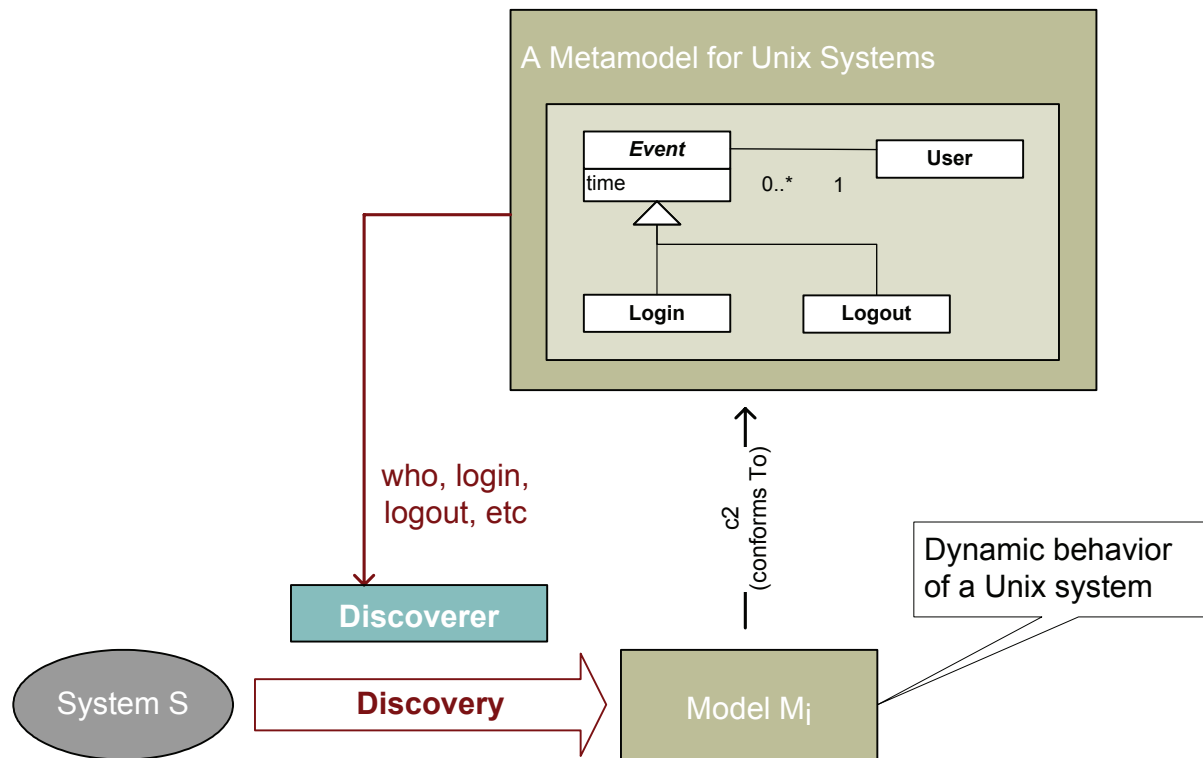 A Metamodel for Unix Systems
Event
time
0..*
1
User
Login
Logout
who, login,
logout, etc
c2
(conforms To)
Dynamic behavior
of a Unix system
Discoverer
System S
Discovery
Model Mi